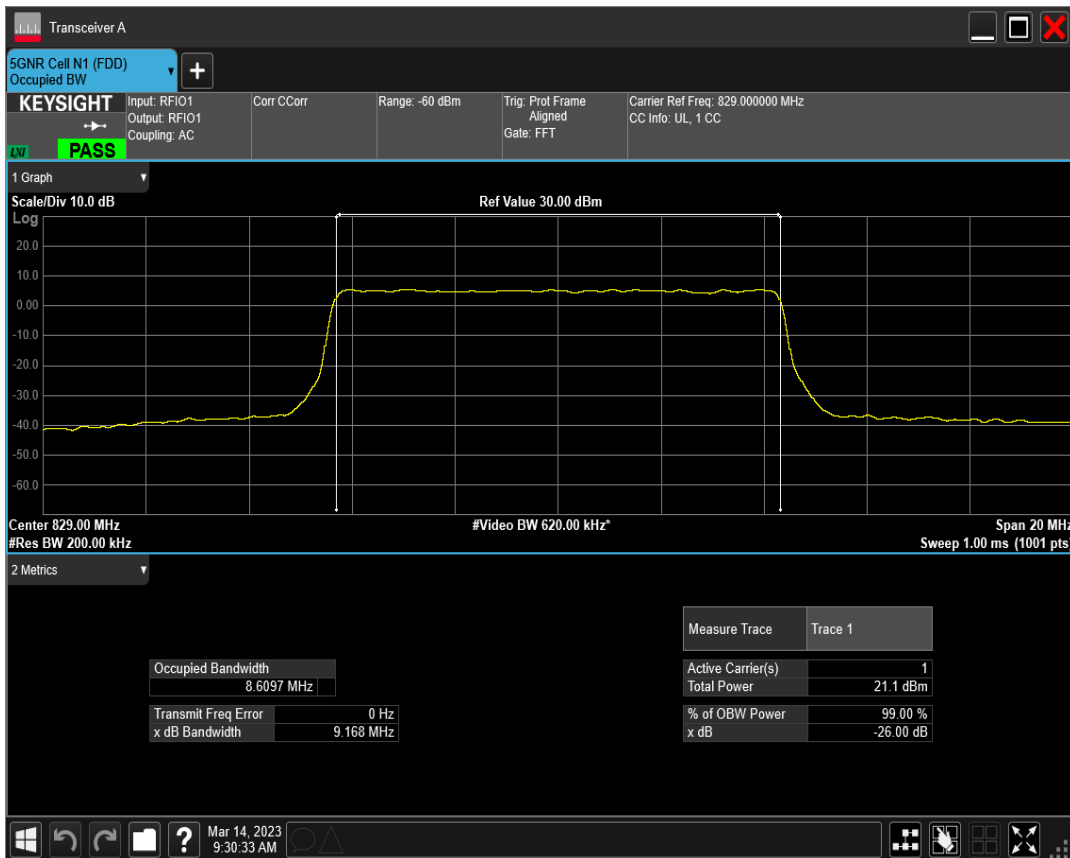 Transceiver A
5GNR Cell N1 (FDD)
Occupied BW
+
KEYSIGHT
LXI
PASS
Input: RFIO1
Output: RFIO1
Coupling: AC
Corr CCorr
Range: -60 dBm
Trig: Prot Frame
Aligned
Gate: FFT
Carrier Ref Freq: 829.000000 MHz
CC Info: UL, 1 CC
1 Graph
Scale/Div 10.0 dB
Ref Value 30.00 dBm
Log
20.0
10.0
0.00
-10.0
-20.0
-30.0
-40.0
-50.0
-60.0
Center 829.00 MHz
#Video BW 620.00 kHz*
Span 20 MHz
#Res BW 200.00 kHz
Sweep 1.00 ms (1001 pts)
2 Metrics
Measure Trace Trace 1
Occupied Bandwidth
8.6097 MHz
Transmit Freq Error 0 Hz
x dB Bandwidth 9.168 MHz
Active Carrier(s) 1
Total Power 21.1 dBm
% of OBW Power 99.00 %
x dB -26.00 dB
?
Mar 14, 2023
9:30:33 AM